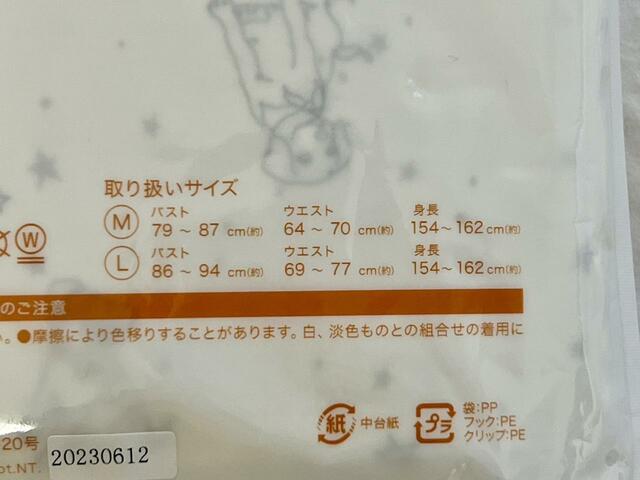 取り扱いサイズ
M バスト ウエスト 身長
79 ～ 87 cm(約) 64 ～ 70 cm(約) 154～162 cm(約)
L バスト ウエスト 身長
86 ～ 94 cm(約) 69 ～ 77 cm(約) 154～162 cm(約)
W
のご注意
い。●摩擦により色移りすることがあります。白、淡色ものとの組合せの着用に
紙 中台紙
プラ 袋:PP
フック:PE
クリップ:PE
20号
ot.NT.
20230612